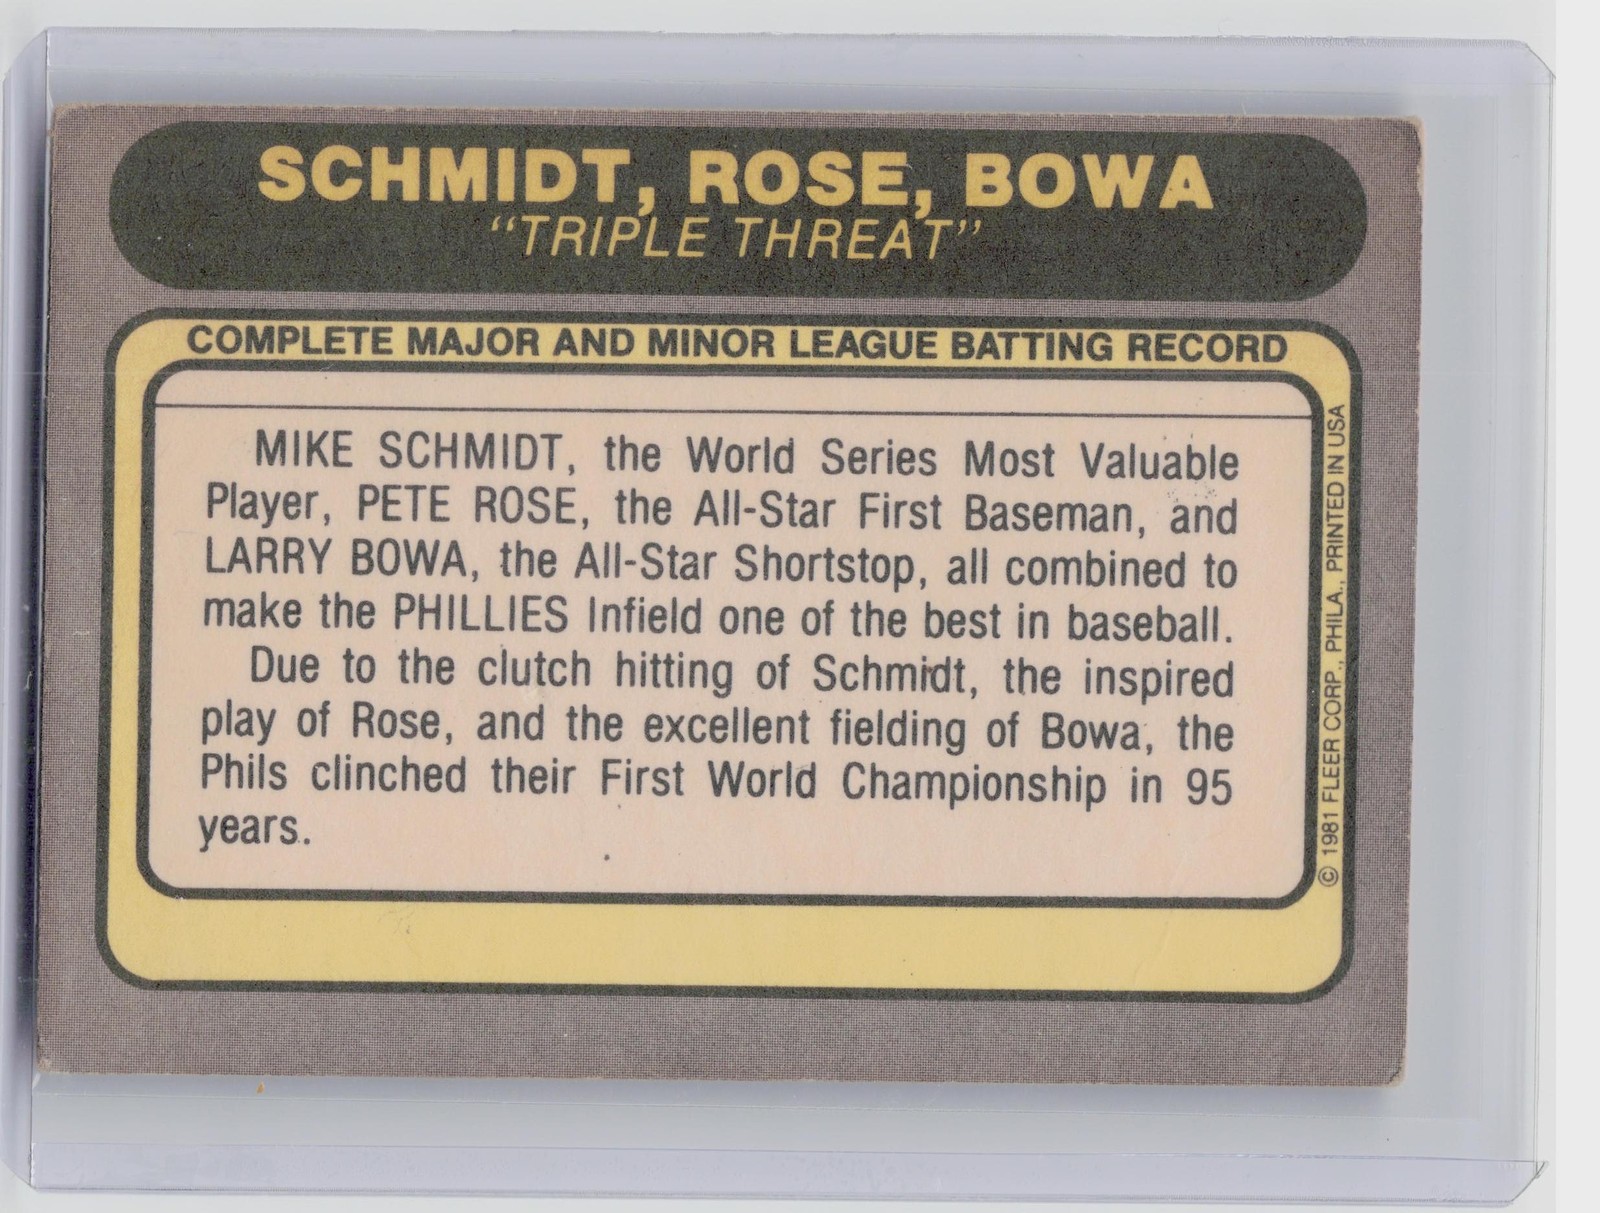 SCHMIDT, ROSE, BOWA
“TRIPLE THREAT”
COMPLETE MAJOR AND MINOR LEAGUE BATTING RECORD
MIKE SCHMIDT, the World Series Most Valuable
Player, PETE ROSE, the All-Star First Baseman, and
LARRY BOWA, the All-Star Shortstop, all combined to
make the PHILLIES Infield one of the best in baseball.
Due to the clutch hitting of Schmidt, the inspired
play of Rose, and the excellent fielding of Bowa, the
Phils clinched their First World Championship in 95
years.
© 1981 FLEER CORP., PHILA., PRINTED IN USA